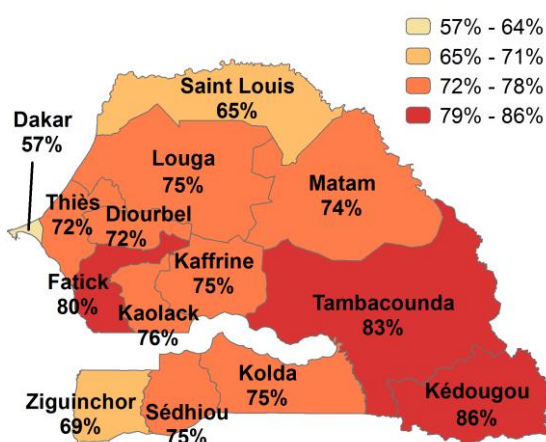 57% - 64%
65% - 71%
72% - 78%
79% - 86%
Saint Louis
65%
Dakar
57%
Louga
75%
Matam
74%
Thiès
72%
Diourbel
72%
Kaffrine
75%
Fatick
80%
Kaolack
76%
Tambacounda
83%
Kolda
75%
Kédougou
86%
Ziguinchor
69%
Sédhiou
75%